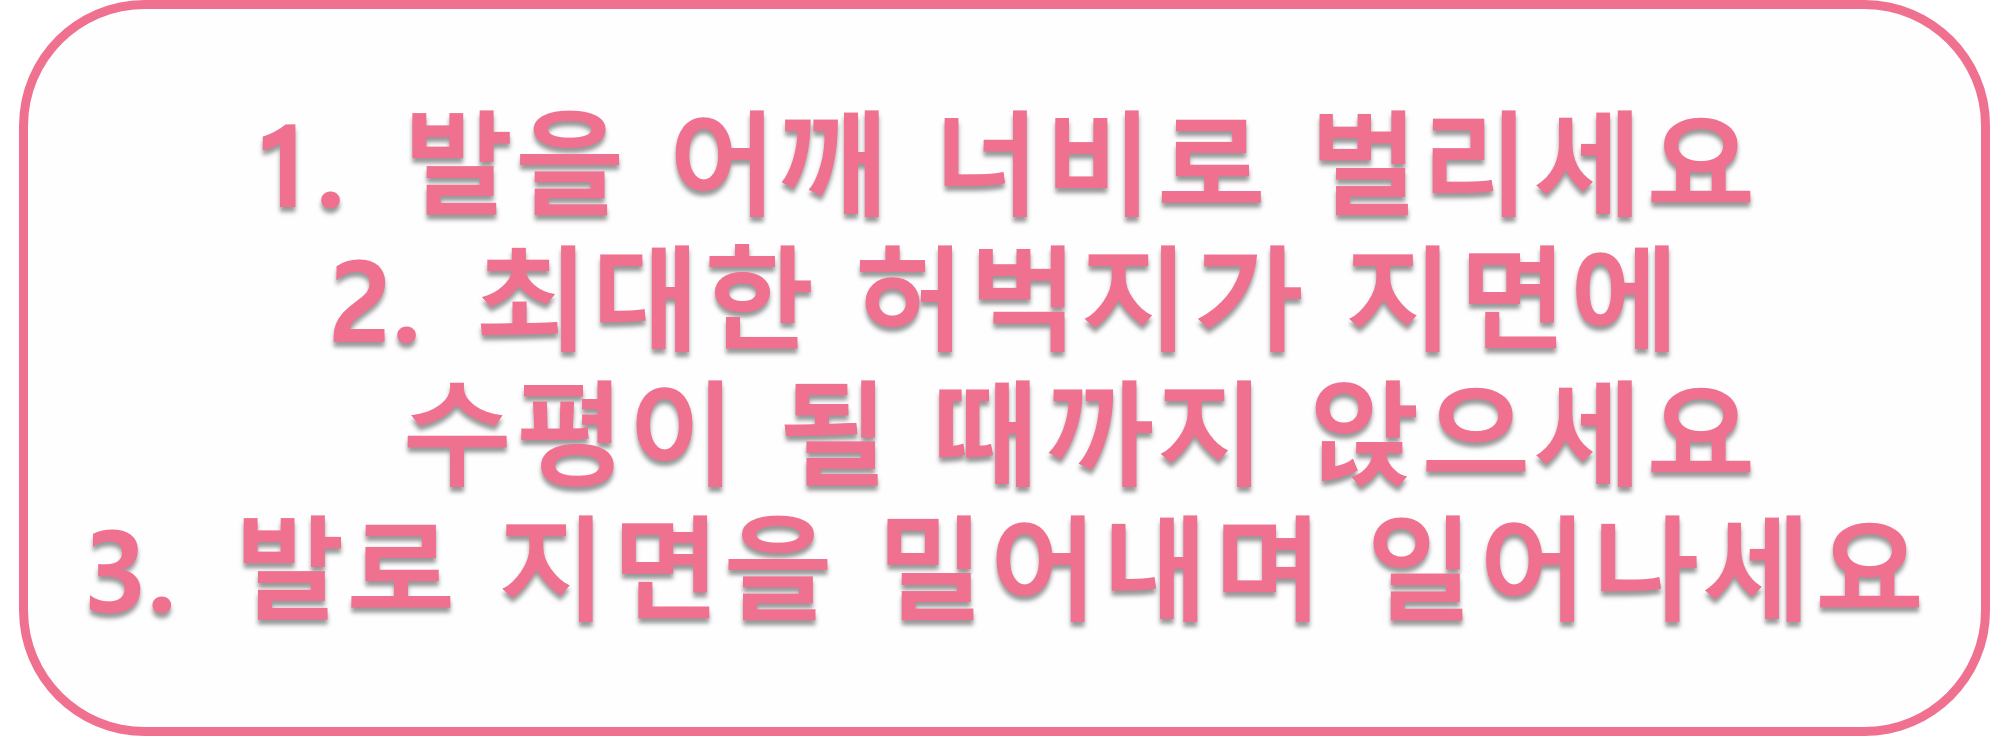 1. 발을 어깨 너비로 벌리세요
2. 최대한 허벅지가 지면에
수평이 될 때까지 앉으세요
3. 발로 지면을 밀어내며 일어나세요